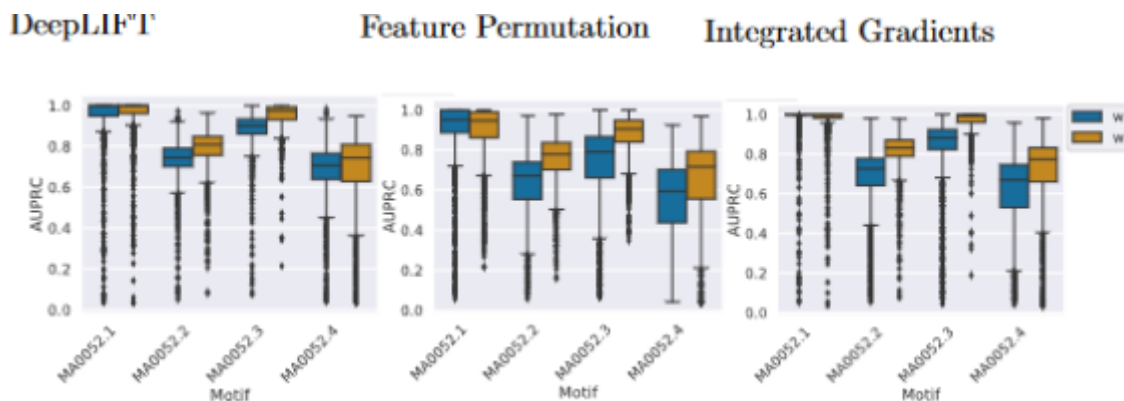 DeepLIFT
Feature Permutation
Integrated Gradients
AUPRC
1.0
0.8
0.6
0.4
0.2
0.0
MA0052.1
MA0052.2
MA0052.3
MA0052.4
Motif
AUPRC
1.0
0.8
0.6
0.4
0.2
0.0
MA0052.1
MA0052.2
MA0052.3
MA0052.4
Motif
AUPRC
1.0
0.8
0.6
0.4
0.2
0.0
MA0052.1
MA0052.2
MA0052.3
MA0052.4
Motif
w
w